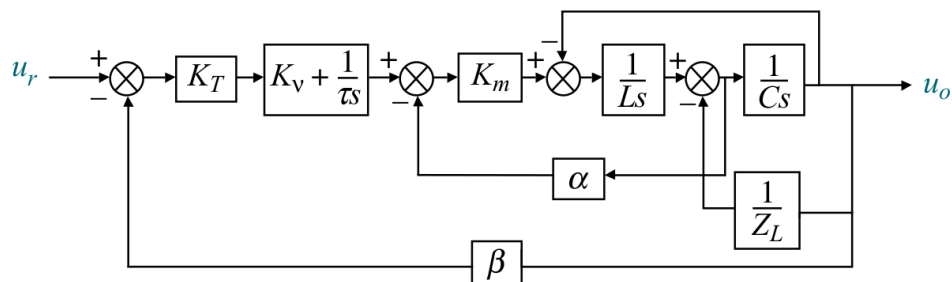 u_r
+
−
K_T
K_ν + 1/τs
+
−
K_m
+
−
1/Ls
+
−
1/Cs
u_o
α
1/Z_L
β